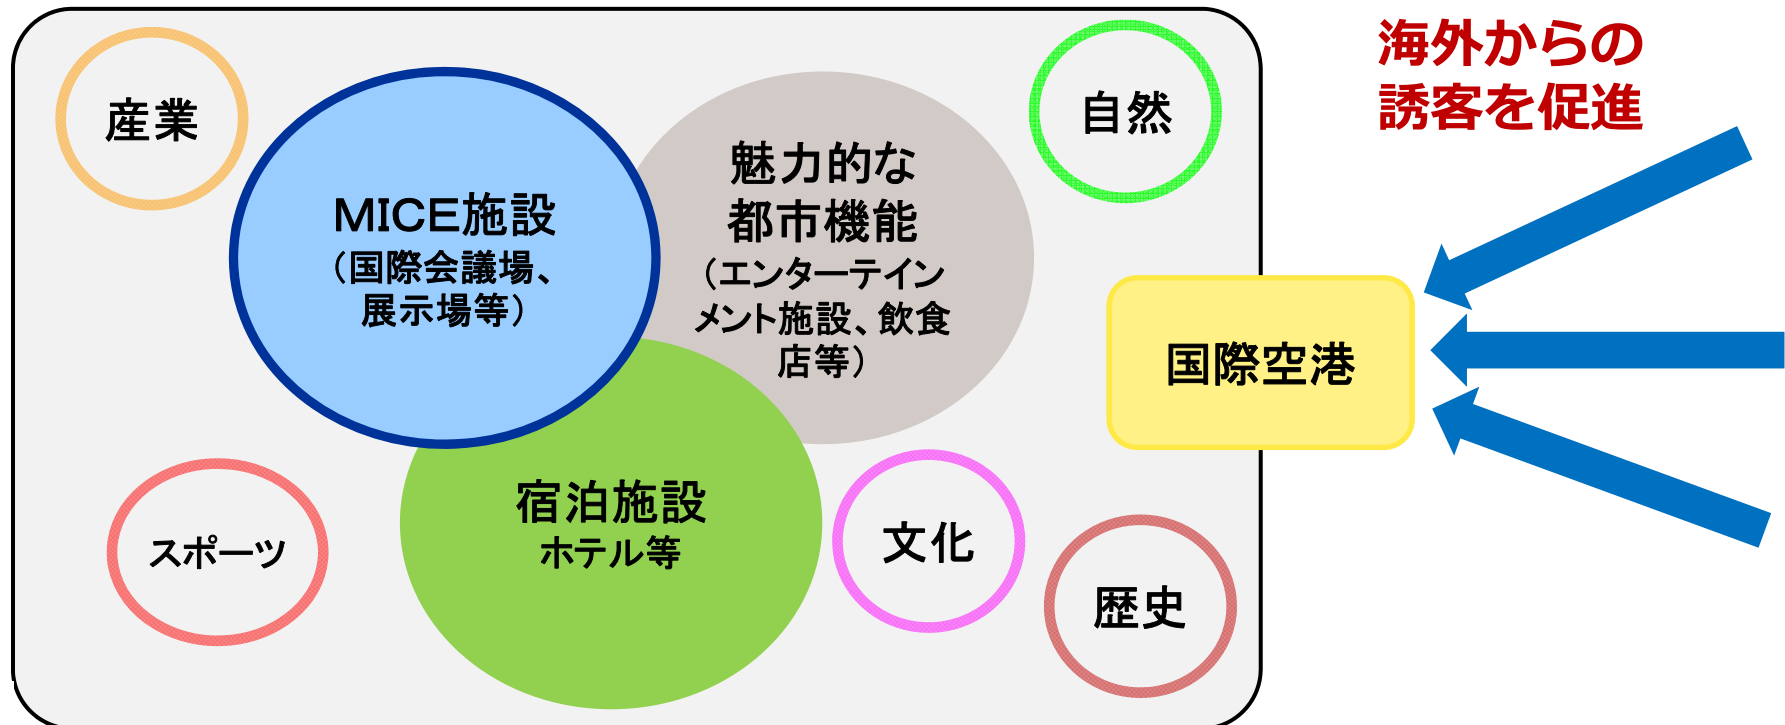 海外からの
誘客を促進
産業
自然
MICE施設
（国際会議場、
展示場等）
魅力的な
都市機能
（エンターテイン
メント施設、飲食
店等）
国際空港
宿泊施設
ホテル等
スポーツ
文化
歴史